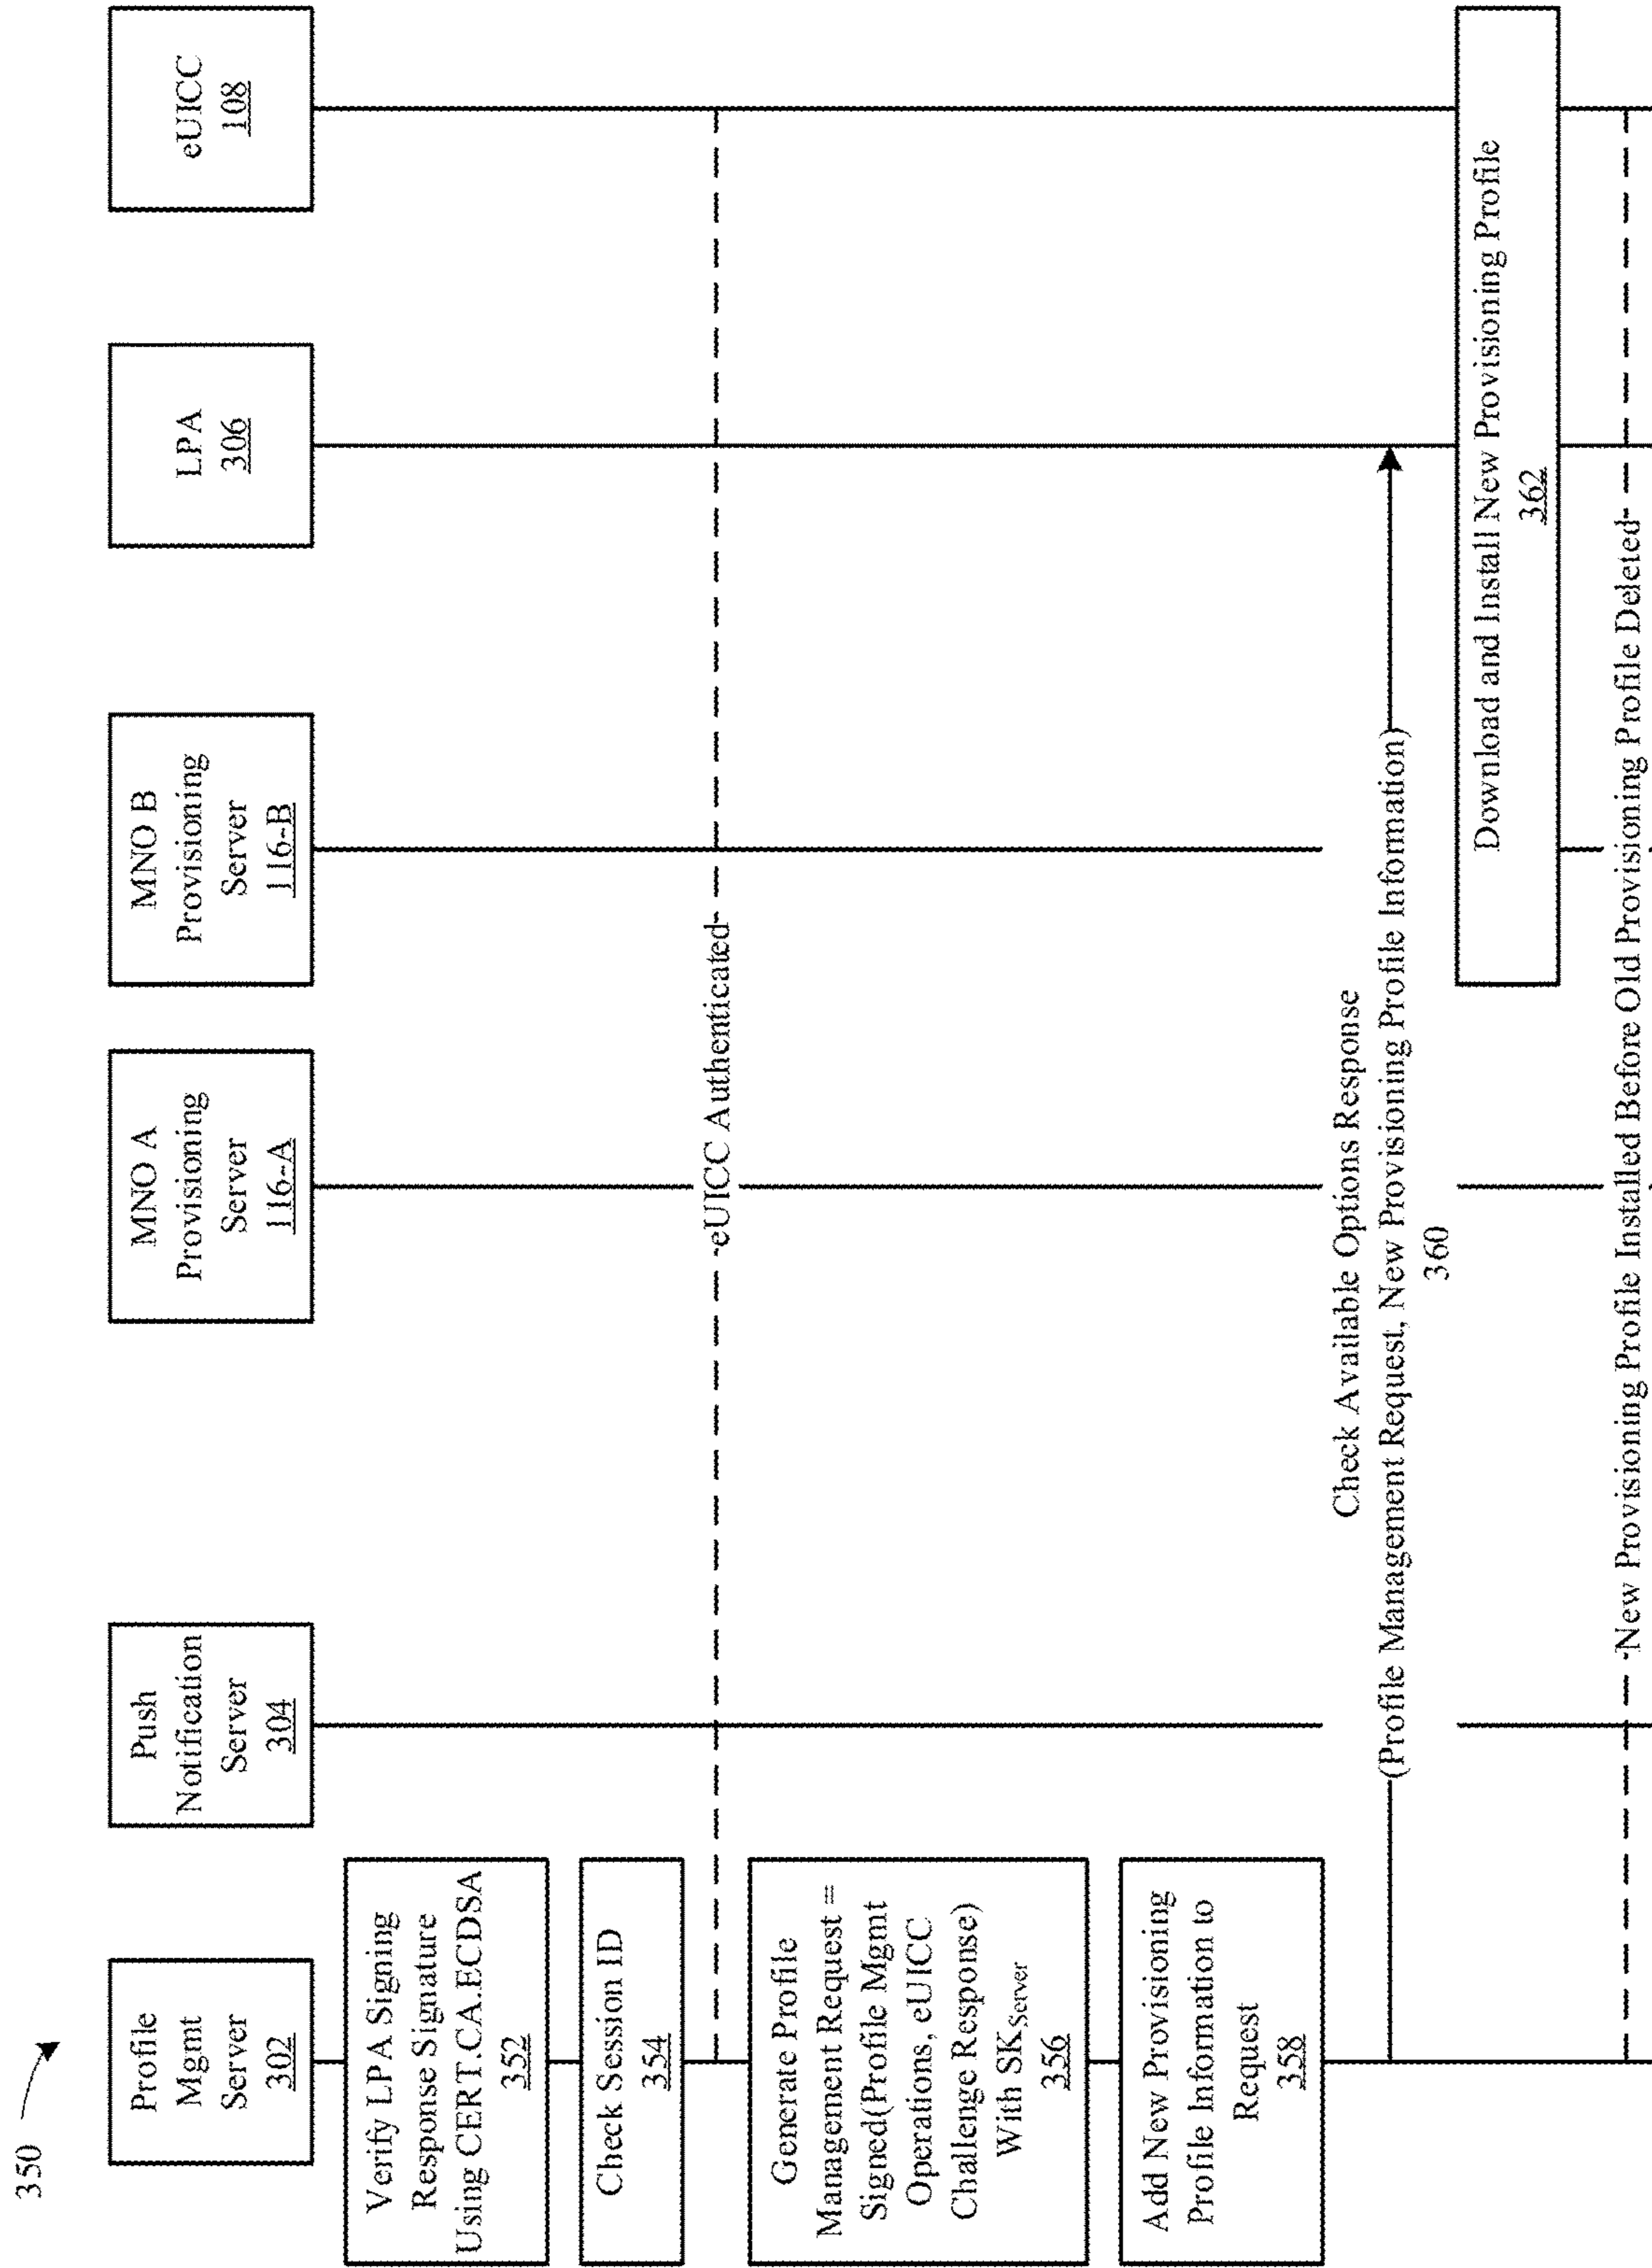 350
Profile
Mgmt
Server
302
Push
Notification
Server
304
MNO A
Provisioning
Server
116-A
MNO B
Provisioning
Server
116-B
LPA
306
eUICC
108
Verify LPA Signing
Response Signature
Using CERT.CA.ECDSA
352
Check Session ID
354
eUICC Authenticated
Generate Profile
Management Request =
Signed(Profile Mgmt
Operations, eUICC
Challenge Response)
With SKServer
356
Add New Provisioning
Profile Information to
Request
358
Check Available Options Response
(Profile Management Request, New Provisioning Profile Information)
360
Download and Install New Provisioning Profile
362
New Provisioning Profile Installed Before Old Provisioning Profile Deleted